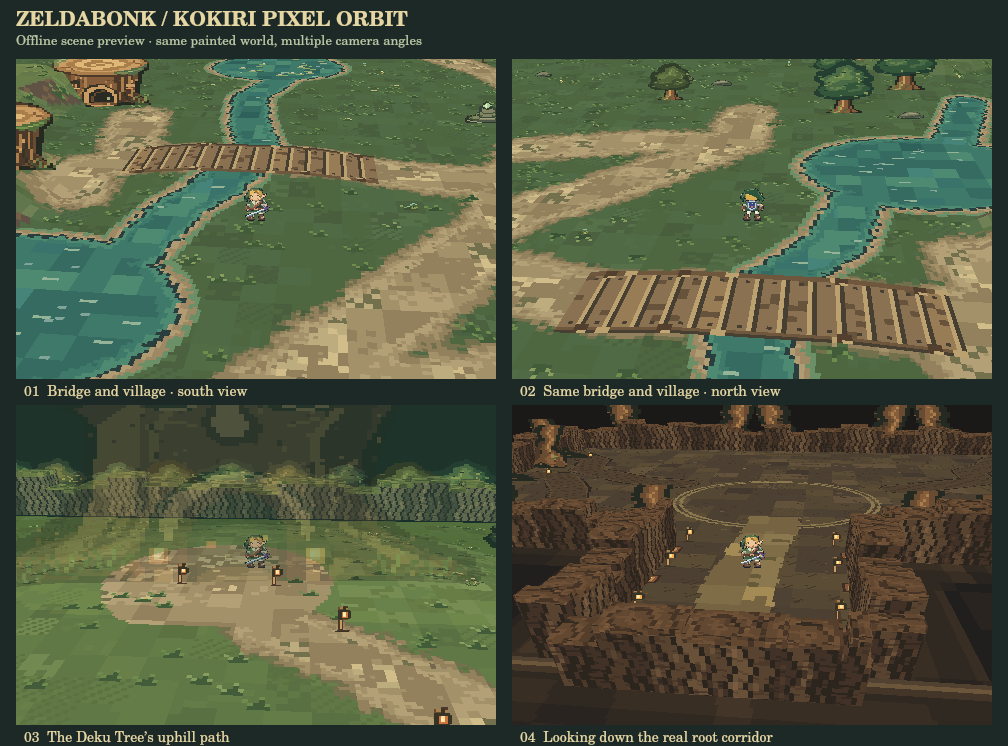 ZELDABONK / KOKIRI PIXEL ORBIT
Offline scene preview · same painted world, multiple camera angles
01 Bridge and village · south view
02 Same bridge and village · north view
03 The Deku Tree’s uphill path
04 Looking down the real root corridor